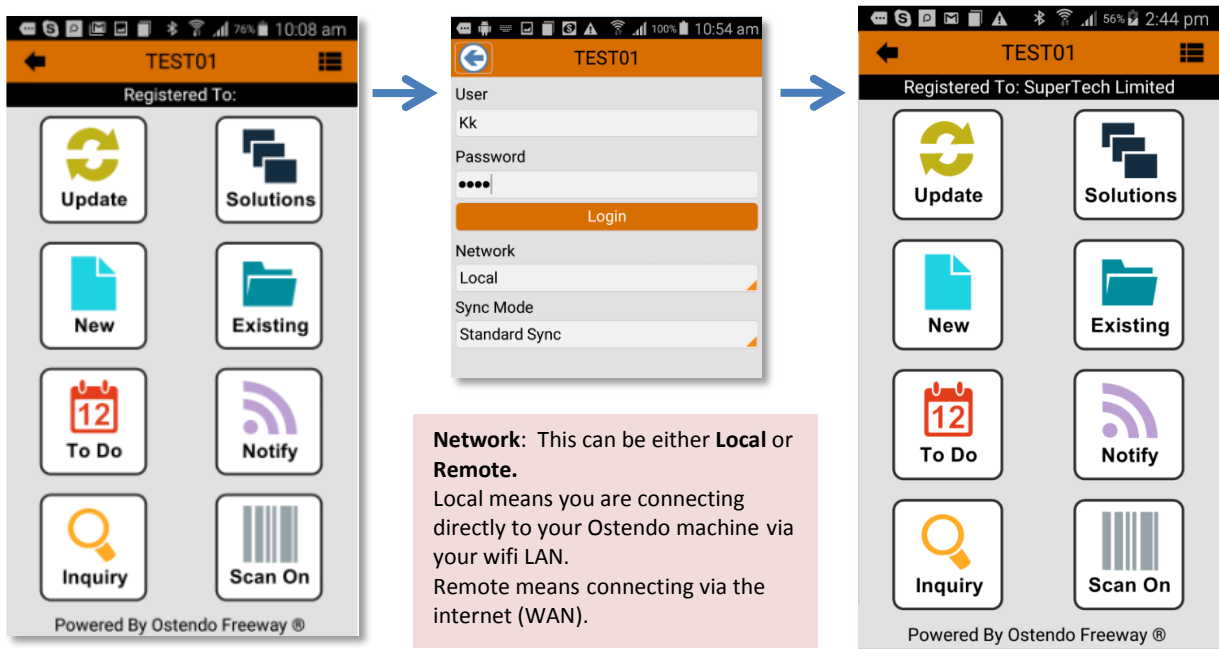 76% 10:08 am
TEST01
Registered To:
Update
Solutions
New
Existing
12
To Do
Notify
Inquiry
Scan On
Powered By Ostendo Freeway ®
100% 10:54 am
TEST01
User
Kk
Password
••••
Login
Network
Local
Sync Mode
Standard Sync
Network: This can be either Local or
Remote.
Local means you are connecting
directly to your Ostendo machine via
your wifi LAN.
Remote means connecting via the
internet (WAN).
56% 2:44 pm
TEST01
Registered To: SuperTech Limited
Update
Solutions
New
Existing
12
To Do
Notify
Inquiry
Scan On
Powered By Ostendo Freeway ®